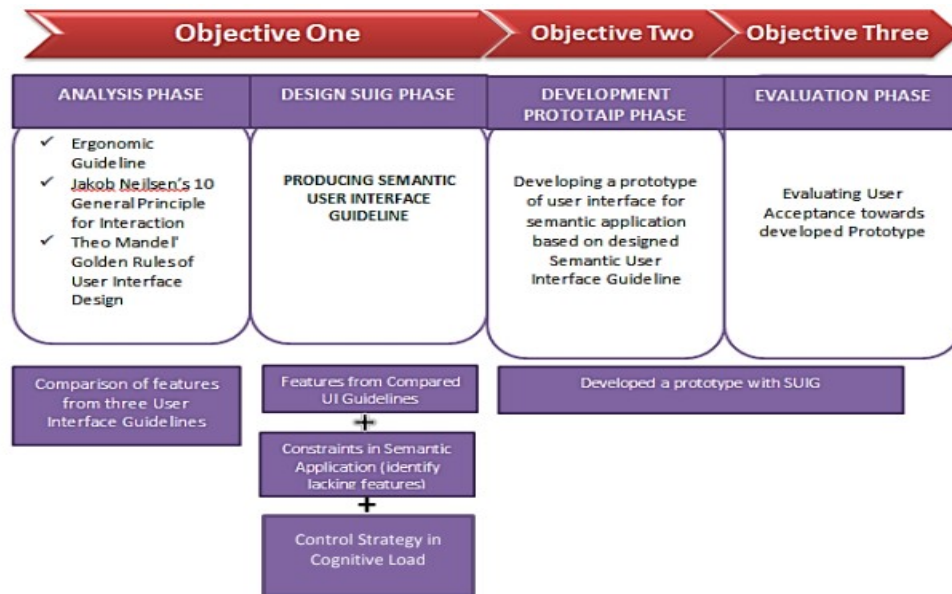 Objective One
Objective Two
Objective Three
ANALYSIS PHASE
DESIGN SUIG PHASE
DEVELOPMENT
PROTOTAIP PHASE
EVALUATION PHASE
✓ Ergonomic
Guideline
✓ Jakob Neilsen's 10
General Principle
for Interaction
✓ Theo Mandel'
Golden Rules of
User Interface
Design
PRODUCING SEMANTIC
USER INTERFACE
GUIDELINE
Developing a prototype
of user interface for
semantic application
based on designed
Semantic User
Interface Guideline
Evaluating User
Acceptance towards
developed Prototype
Comparison of features
from three User
Interface Guidelines
Features from Compared
UI Guidelines
+
Constraints in Semantic
Application (identify
lacking features)
+
Control Strategy in
Cognitive Load
Developed a prototype with SUIG